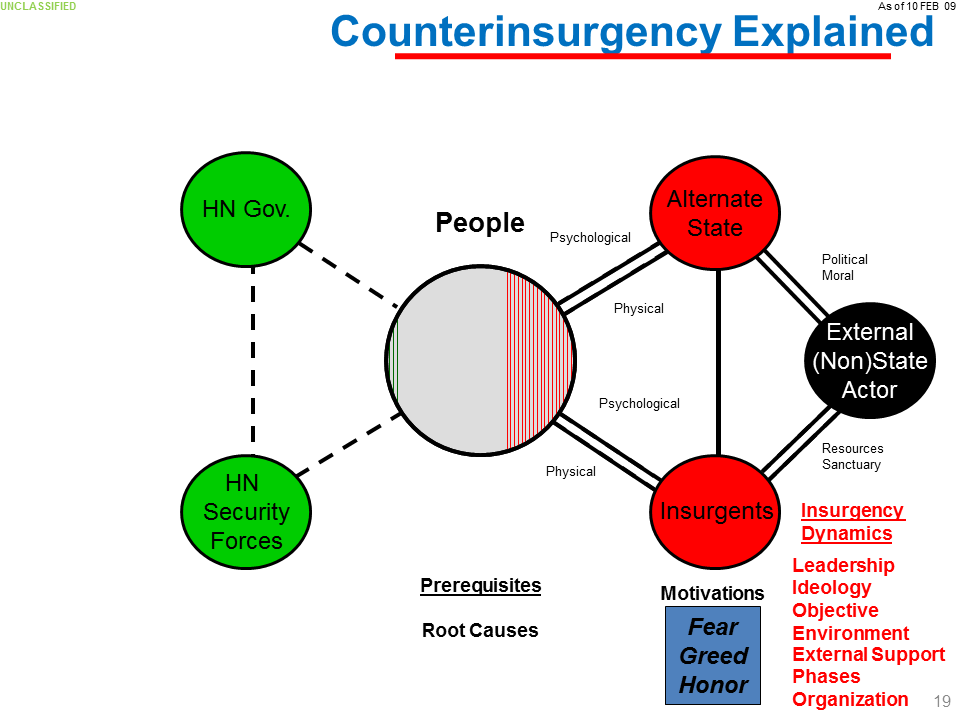 UNCLASSIFIED
As of 10 FEB 09
Counterinsurgency Explained
HN Gov.
People
Psychological
Physical
Alternate
State
Political
Moral
External
(Non)State
Actor
Psychological
Physical
Resources
Sanctuary
HN
Security
Forces
Insurgents
Insurgency
Dynamics
Leadership
Ideology
Objective
Environment
External Support
Phases
Organization
Prerequisites
Root Causes
Motivations
Fear
Greed
Honor
19